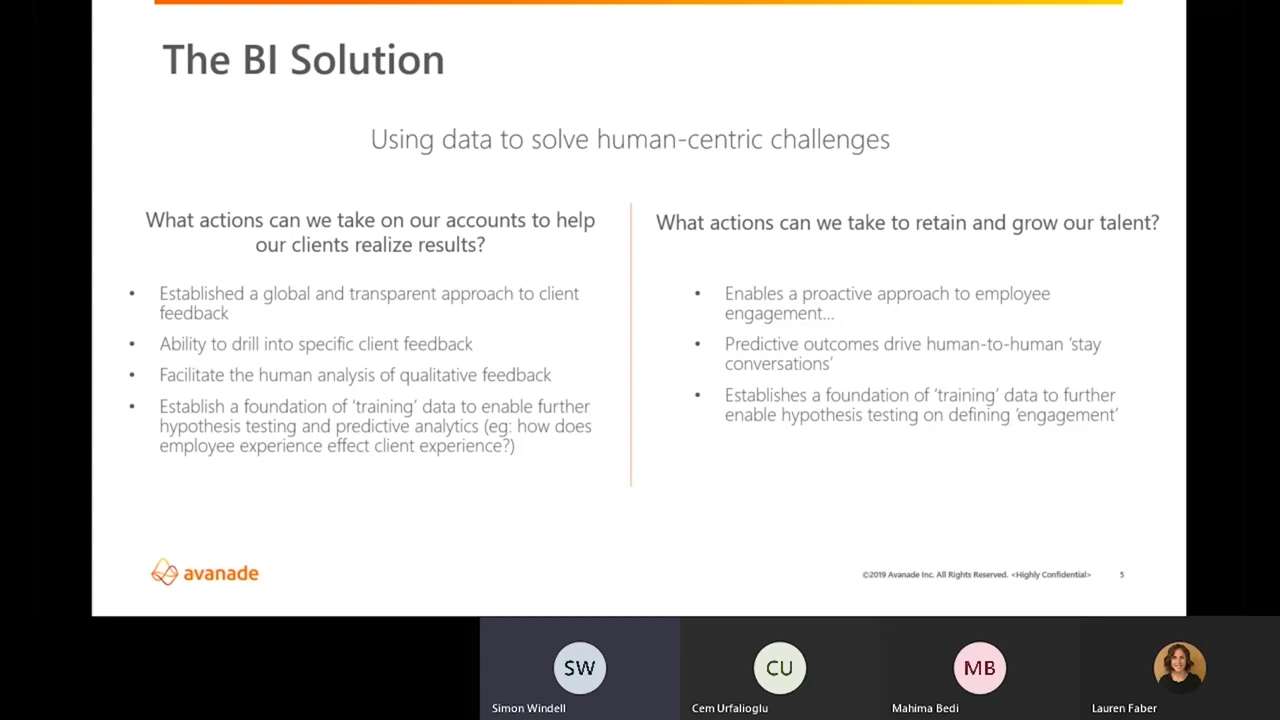 The BI Solution
Using data to solve human-centric challenges
What actions can we take on our accounts to help
our clients realize results?
• Established a global and transparent approach to client
feedback
• Ability to drill into specific client feedback
• Facilitate the human analysis of qualitative feedback
• Establish a foundation of ‘training’ data to enable further
hypothesis testing and predictive analytics (eg: how does
employee experience effect client experience?)
What actions can we take to retain and grow our talent?
• Enables a proactive approach to employee
engagement...
• Predictive outcomes drive human-to-human ‘stay
conversations’
• Establishes a foundation of ‘training’ data to further
enable hypothesis testing on defining ‘engagement’
avanade
©2019 Avanade Inc. All Rights Reserved. <Highly Confidential> 5
SW
Simon Windell
CU
Cem Urfalioglu
MB
Mahima Bedi
Lauren Faber